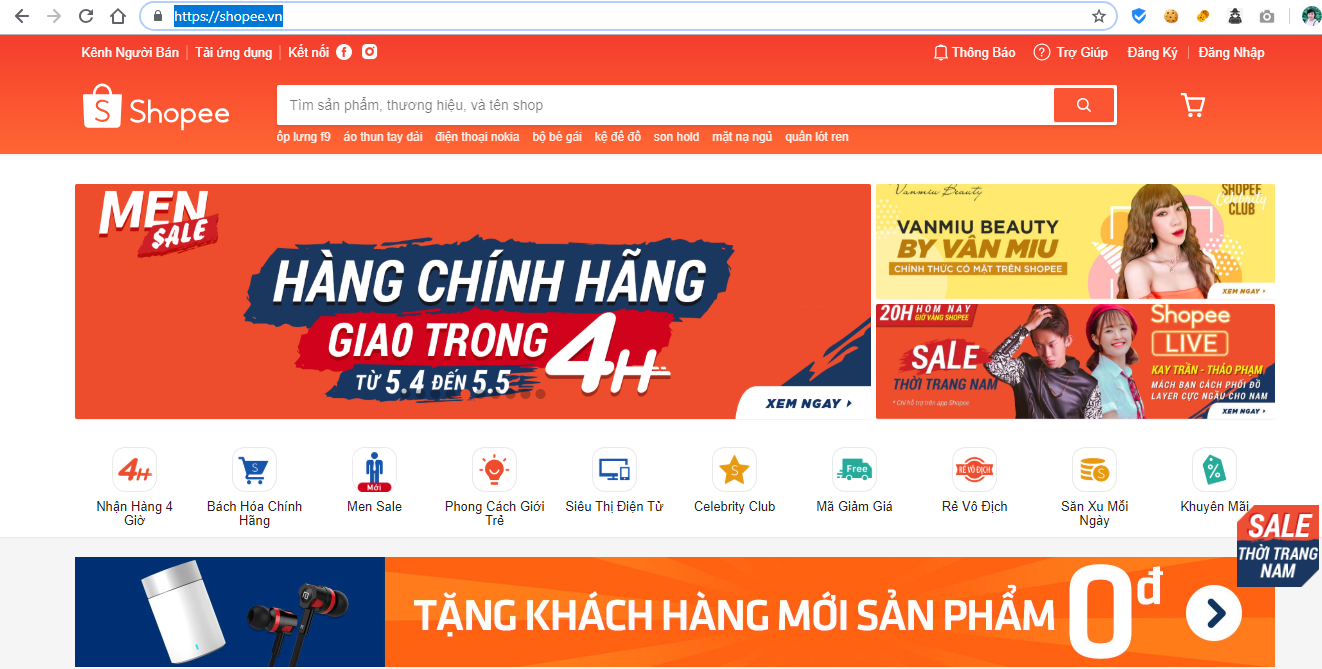 https://shopee.vn
Kênh Người Bán
Tải ứng dụng
Kết nối
Thông Báo
Trợ Giúp
Đăng Ký
Đăng Nhập
Shopee
Tìm sản phẩm, thương hiệu, và tên shop
ốp lưng f9
áo thun tay dài
điện thoại nokia
bộ bé gái
kệ để đồ
son hold
mặt nạ ngủ
quần lót ren
MEN
SALE
HÀNG CHÍNH HÃNG
GIAO TRONG 4H
TỪ 5.4 ĐẾN 5.5
XEM NGAY
Vanmiu Beauty
SHOPEE
Celebrity
CLUB
VANMIU BEAUTY
BY VÂN MIU
CHÍNH THỨC CÓ MẶT TRÊN SHOPEE
XEM NGAY
20H HÔM NAY
GIỜ VÀNG SHOPEE
SALE
THỜI TRANG NAM
* Chỉ hỗ trợ trên app Shopee
Shopee
LIVE
KAY TRẦN - THẢO PHẠM
MÁCH BẠN CÁCH PHỐI ĐỒ
LAYER CỰC NGẦU CHO NAM
XEM NGAY
4H
Nhận Hàng 4
Giờ
S
Bách Hóa Chính
Hãng
Mới
Men Sale
Phong Cách Giới
Trẻ
Siêu Thị Điện Tử
S
Celebrity Club
Free
Mã Giảm Giá
RẺ VÔ ĐỊCH
Rẻ Vô Địch
S
Săn Xu Mỗi
Ngày
%
Khuyến Mãi
SALE
THỜI TRANG
NAM
TẶNG KHÁCH HÀNG MỚI SẢN PHẨM 0đ